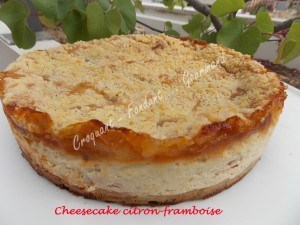 Croquant - Fondant - Gourmand
Cheesecake citron-framboise